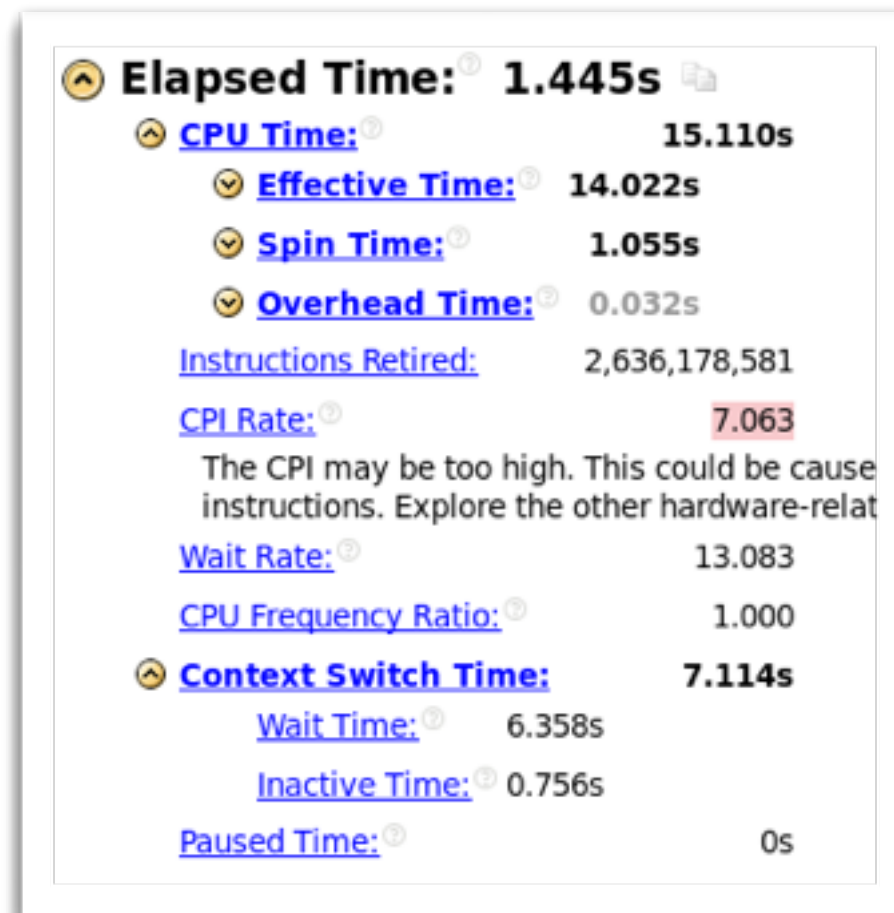 Elapsed Time: 1.445s
CPU Time: 15.110s
Effective Time: 14.022s
Spin Time: 1.055s
Overhead Time: 0.032s
Instructions Retired: 2,636,178,581
CPI Rate: 7.063
The CPI may be too high. This could be cause
instructions. Explore the other hardware-relat
Wait Rate: 13.083
CPU Frequency Ratio: 1.000
Context Switch Time: 7.114s
Wait Time: 6.358s
Inactive Time: 0.756s
Paused Time: 0s